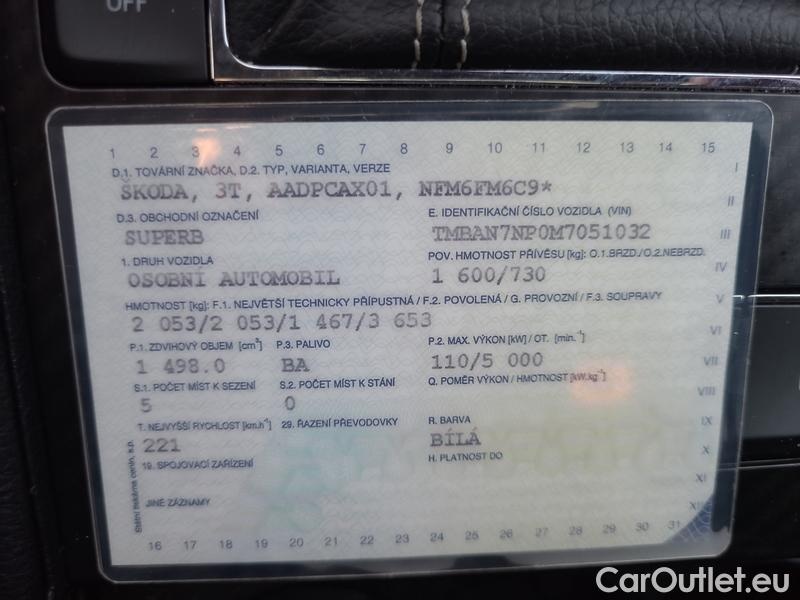 OFF
1 2 3 4 5 6 7 8 9 10 11 12 13 14 15
D.1. TOVÁRNÍ ZNAČKA, D.2. TYP, VARIANTA, VERZE
ŠKODA, 3T, AADPCAX01, NFM6FM6C9*
D.3. OBCHODNÍ OZNAČENÍ
SUPERB
E. IDENTIFIKAČNÍ ČÍSLO VOZIDLA (VIN)
TMBAN7NP0M7051032
1. DRUH VOZIDLA
OSOBNÍ AUTOMOBIL
POV. HMOTNOST PŘÍVĚSU [kg]: O.1.BRZD./O.2.NEBRZD.
1 600/730
HMOTNOST [kg]: F.1. NEJVĚTŠÍ TECHNICKY PŘÍPUSTNÁ / F.2. POVOLENÁ / G. PROVOZNÍ / F.3. SOUPRAVY
2 053/2 053/1 467/3 653
P.1. ZDVIHOVÝ OBJEM [cm³]
1 498.0
P.3. PALIVO
BA
P.2. MAX. VÝKON [kW] / OT. [min.⁻¹]
110/5 000
S.1. POČET MÍST K SEZENÍ
5
S.2. POČET MÍST K STÁNÍ
0
Q. POMĚR VÝKON / HMOTNOST [kW.kg⁻¹]
T. NEJVYŠŠÍ RYCHLOST [km.h⁻¹]
221
29. ŘAZENÍ PŘEVODOVKY
R. BARVA
BÍLÁ
19. SPOJOVACÍ ZAŘÍZENÍ
H. PLATNOST DO
JINÉ ZÁZNAMY
Státní tiskárna cenin, s.p.
I
II
III
IV
V
VI
VII
VIII
IX
X
XI
16 17 18 19 20 21 22 23 24 25 26 27 28 29 30 31
CarOutlet.eu